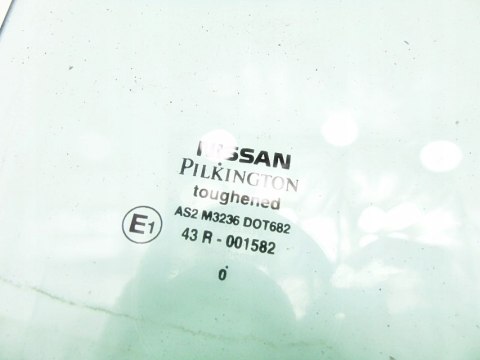 NISSAN
PILKINGTON
toughened
AS2 M3236 DOT682
E1 43 R - 001582
0